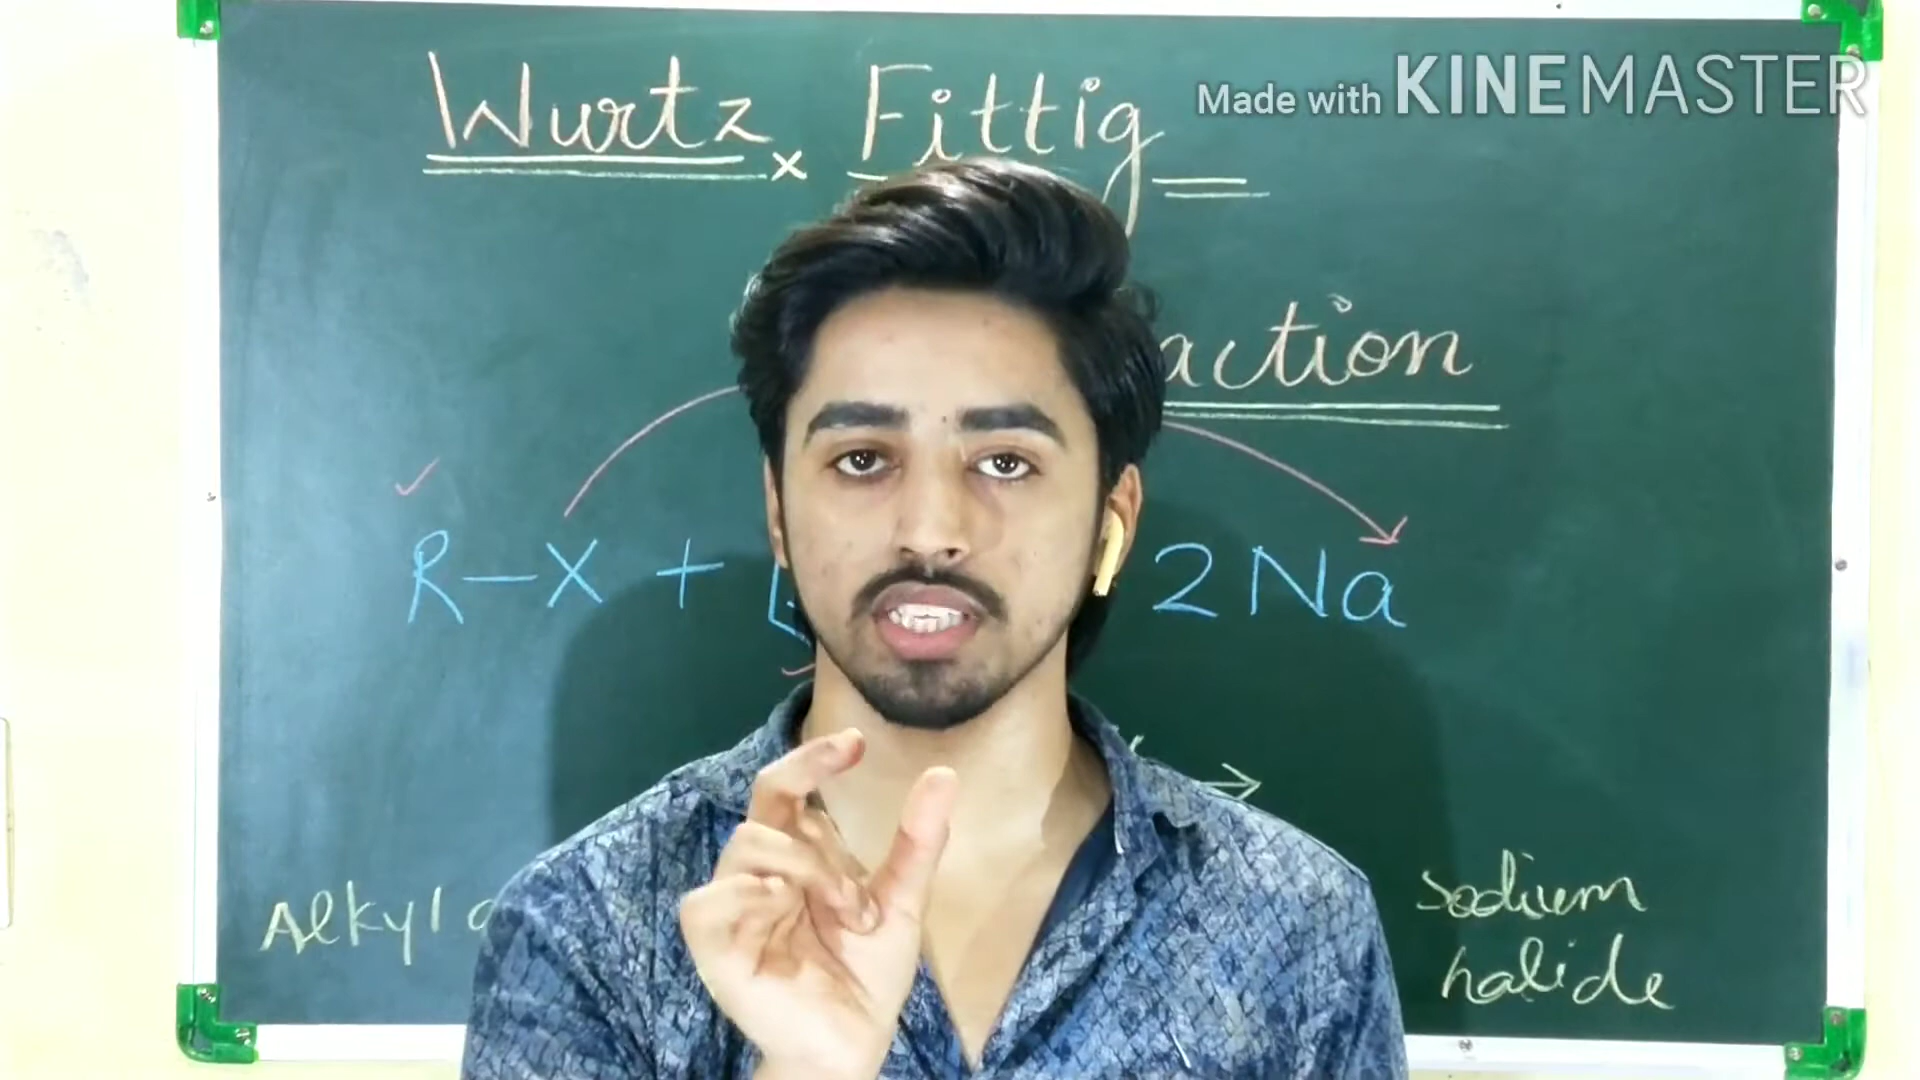 Wurtz Fittig
Made with KINEMASTER
action
R-X + 2Na
Alkyl
Sodium
halide